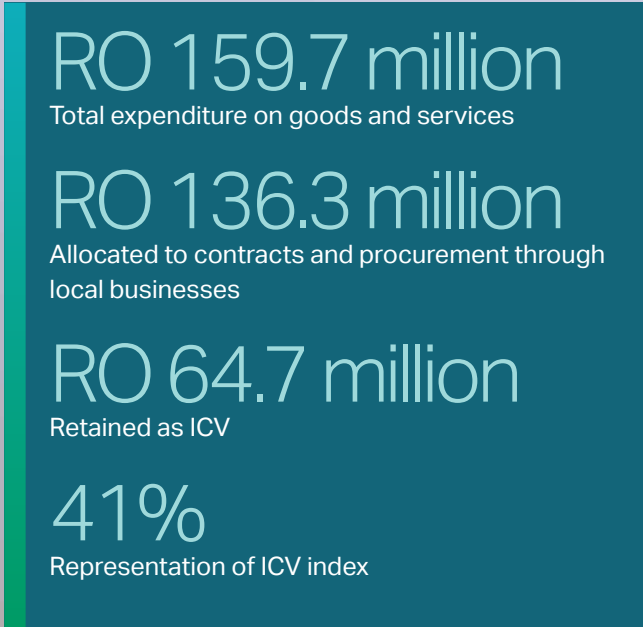 RO 159.7 million
Total expenditure on goods and services
RO 136.3 million
Allocated to contracts and procurement through
local businesses
RO 64.7 million
Retained as ICV
41%
Representation of ICV index